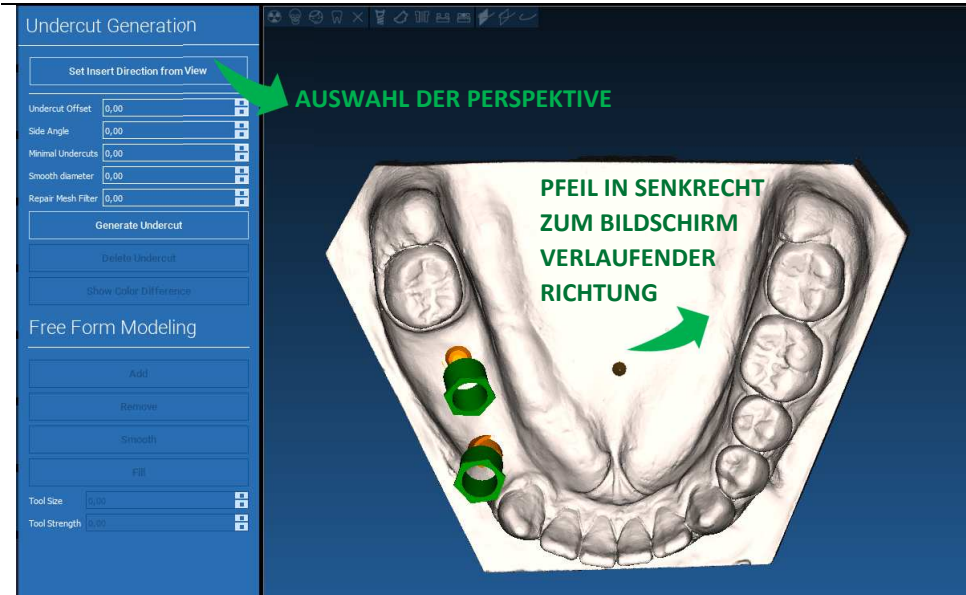 Undercut Generation
Set Insert Direction from View
AUSWAHL DER PERSPEKTIVE
Undercut Offset 0,00
Side Angle 0,00
Minimal Undercuts 0,00
Smooth diameter 0,00
Repair Mesh Filter 0,00
Generate Undercut
Delete Undercut
Show Color Difference
Free Form Modeling
Add
Remove
Smooth
Fill
Tool Size 0,00
Tool Strength 0,00
PFEIL IN SENKRECHT
ZUM BILDSCHIRM
VERLAUFENDER
RICHTUNG